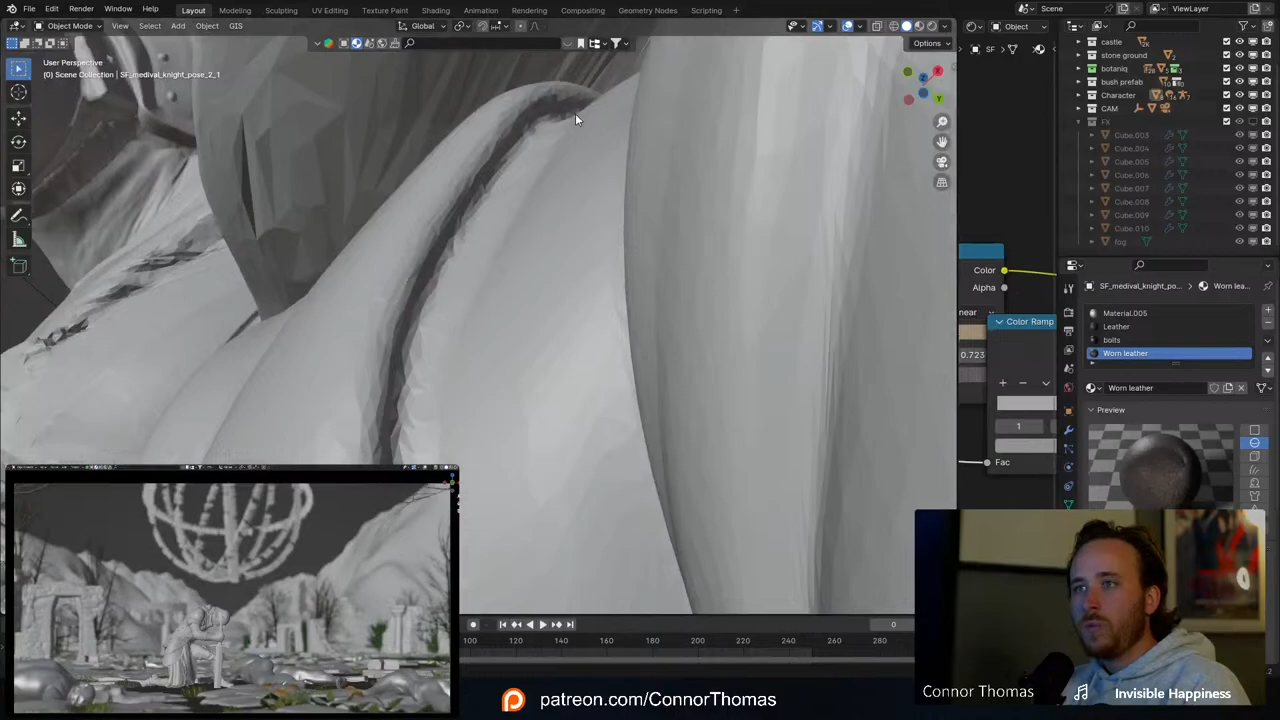 File Edit Render Window Help Layout Modeling Sculpting UV Editing Texture Paint Shading Animation Rendering Compositing Geometry Nodes Scripting + Scene ViewLayer
Object Mode View Select Add Object GIS Global Object
Options SF
User Perspective
(0) Scene Collection | SF_medival_knight_pose_2_1
castle
stone ground
botaniq
bush prefab
Character
CAM
FX
Cube.003
Cube.004
Cube.005
Cube.006
Cube.007
Cube.008
Cube.009
Cube.010
fog
X
Z
Y
Color
Alpha
near
Color Ramp
0.723
1
Fac
SF_medival_knight_po... Worn lea...
Material.005
Leather
bolts
Worn leather
Worn leather
Preview
0
100 120 140 160 180 200 220 240 260 280
patreon.com/ConnorThomas
Connor Thomas
Invisible Happiness